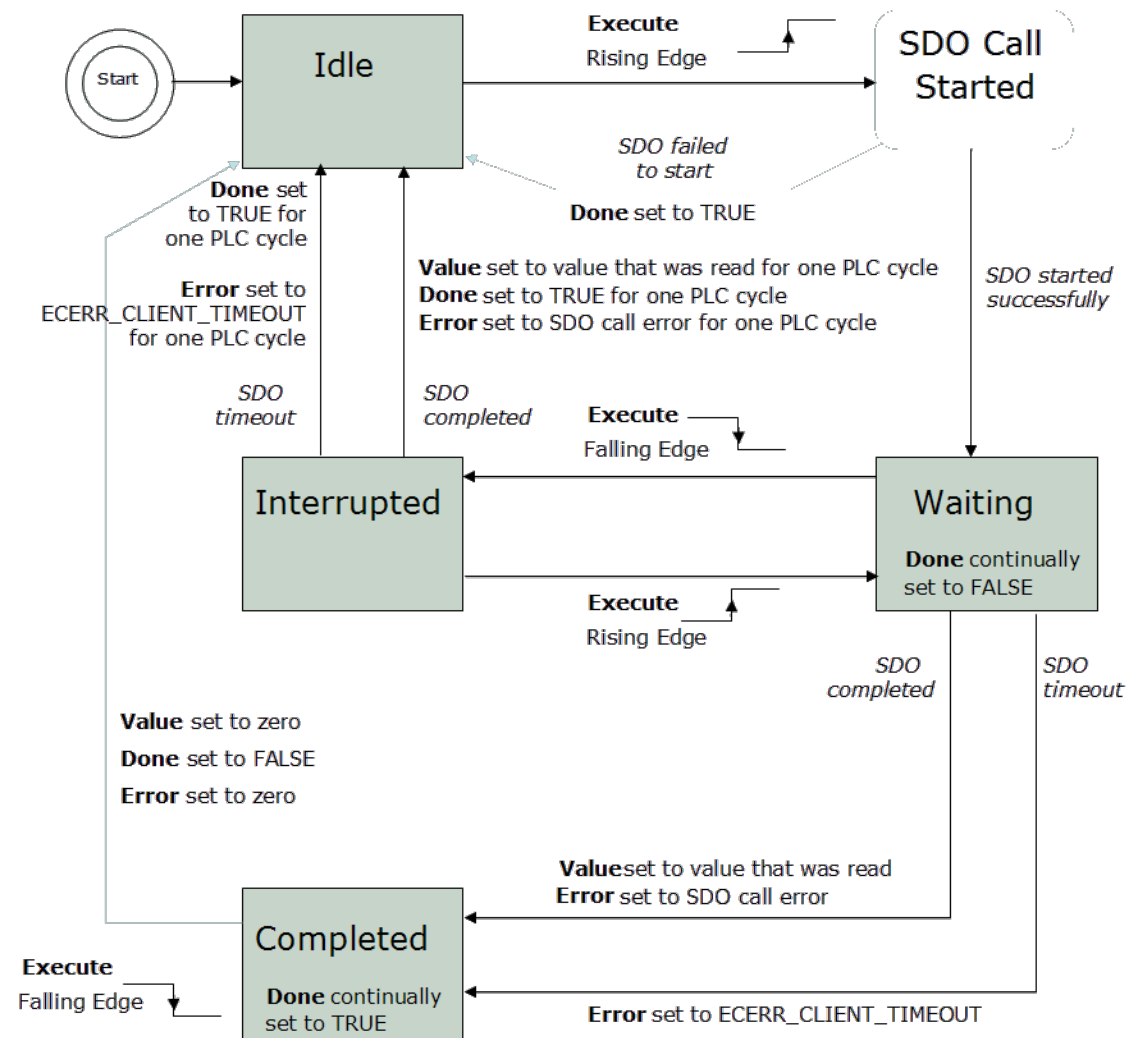 Start
Idle
Execute
Rising Edge
SDO Call
Started
SDO failed
to start
Done set to TRUE
Done set
to TRUE for
one PLC cycle
Error set to
ECERR_CLIENT_TIMEOUT
for one PLC cycle
Value set to value that was read for one PLC cycle
Done set to TRUE for one PLC cycle
Error set to SDO call error for one PLC cycle
SDO started
successfully
SDO
timeout
SDO
completed
Execute
Falling Edge
Interrupted
Waiting
Done continually
set to FALSE
Execute
Rising Edge
SDO
completed
SDO
timeout
Value set to zero
Done set to FALSE
Error set to zero
Valueset to value that was read
Error set to SDO call error
Completed
Done continually
set to TRUE
Execute
Falling Edge
Error set to ECERR_CLIENT_TIMEOUT